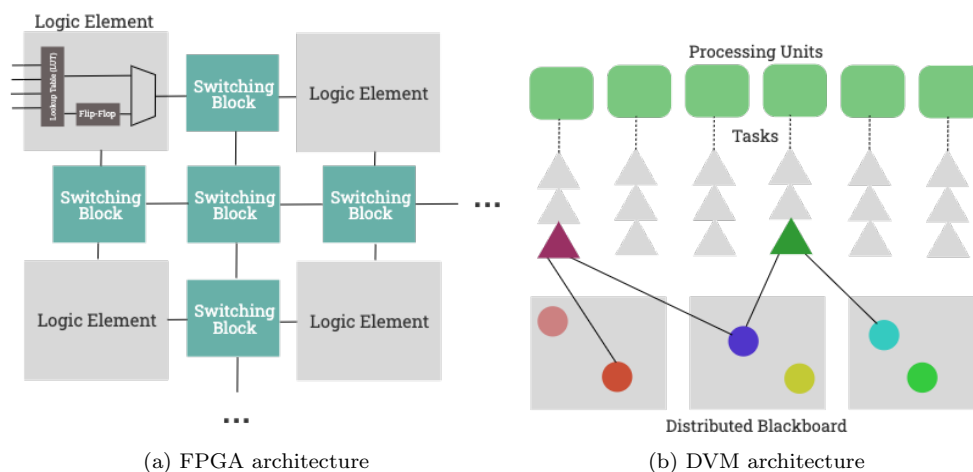 Logic Element
Lookup Table (LUT)
Flip-Flop
Switching
Block
Logic Element
Switching
Block
Switching
Block
Switching
Block
...
Logic Element
Switching
Block
Logic Element
...
(a) FPGA architecture
Processing Units
Tasks
Distributed Blackboard
(b) DVM architecture